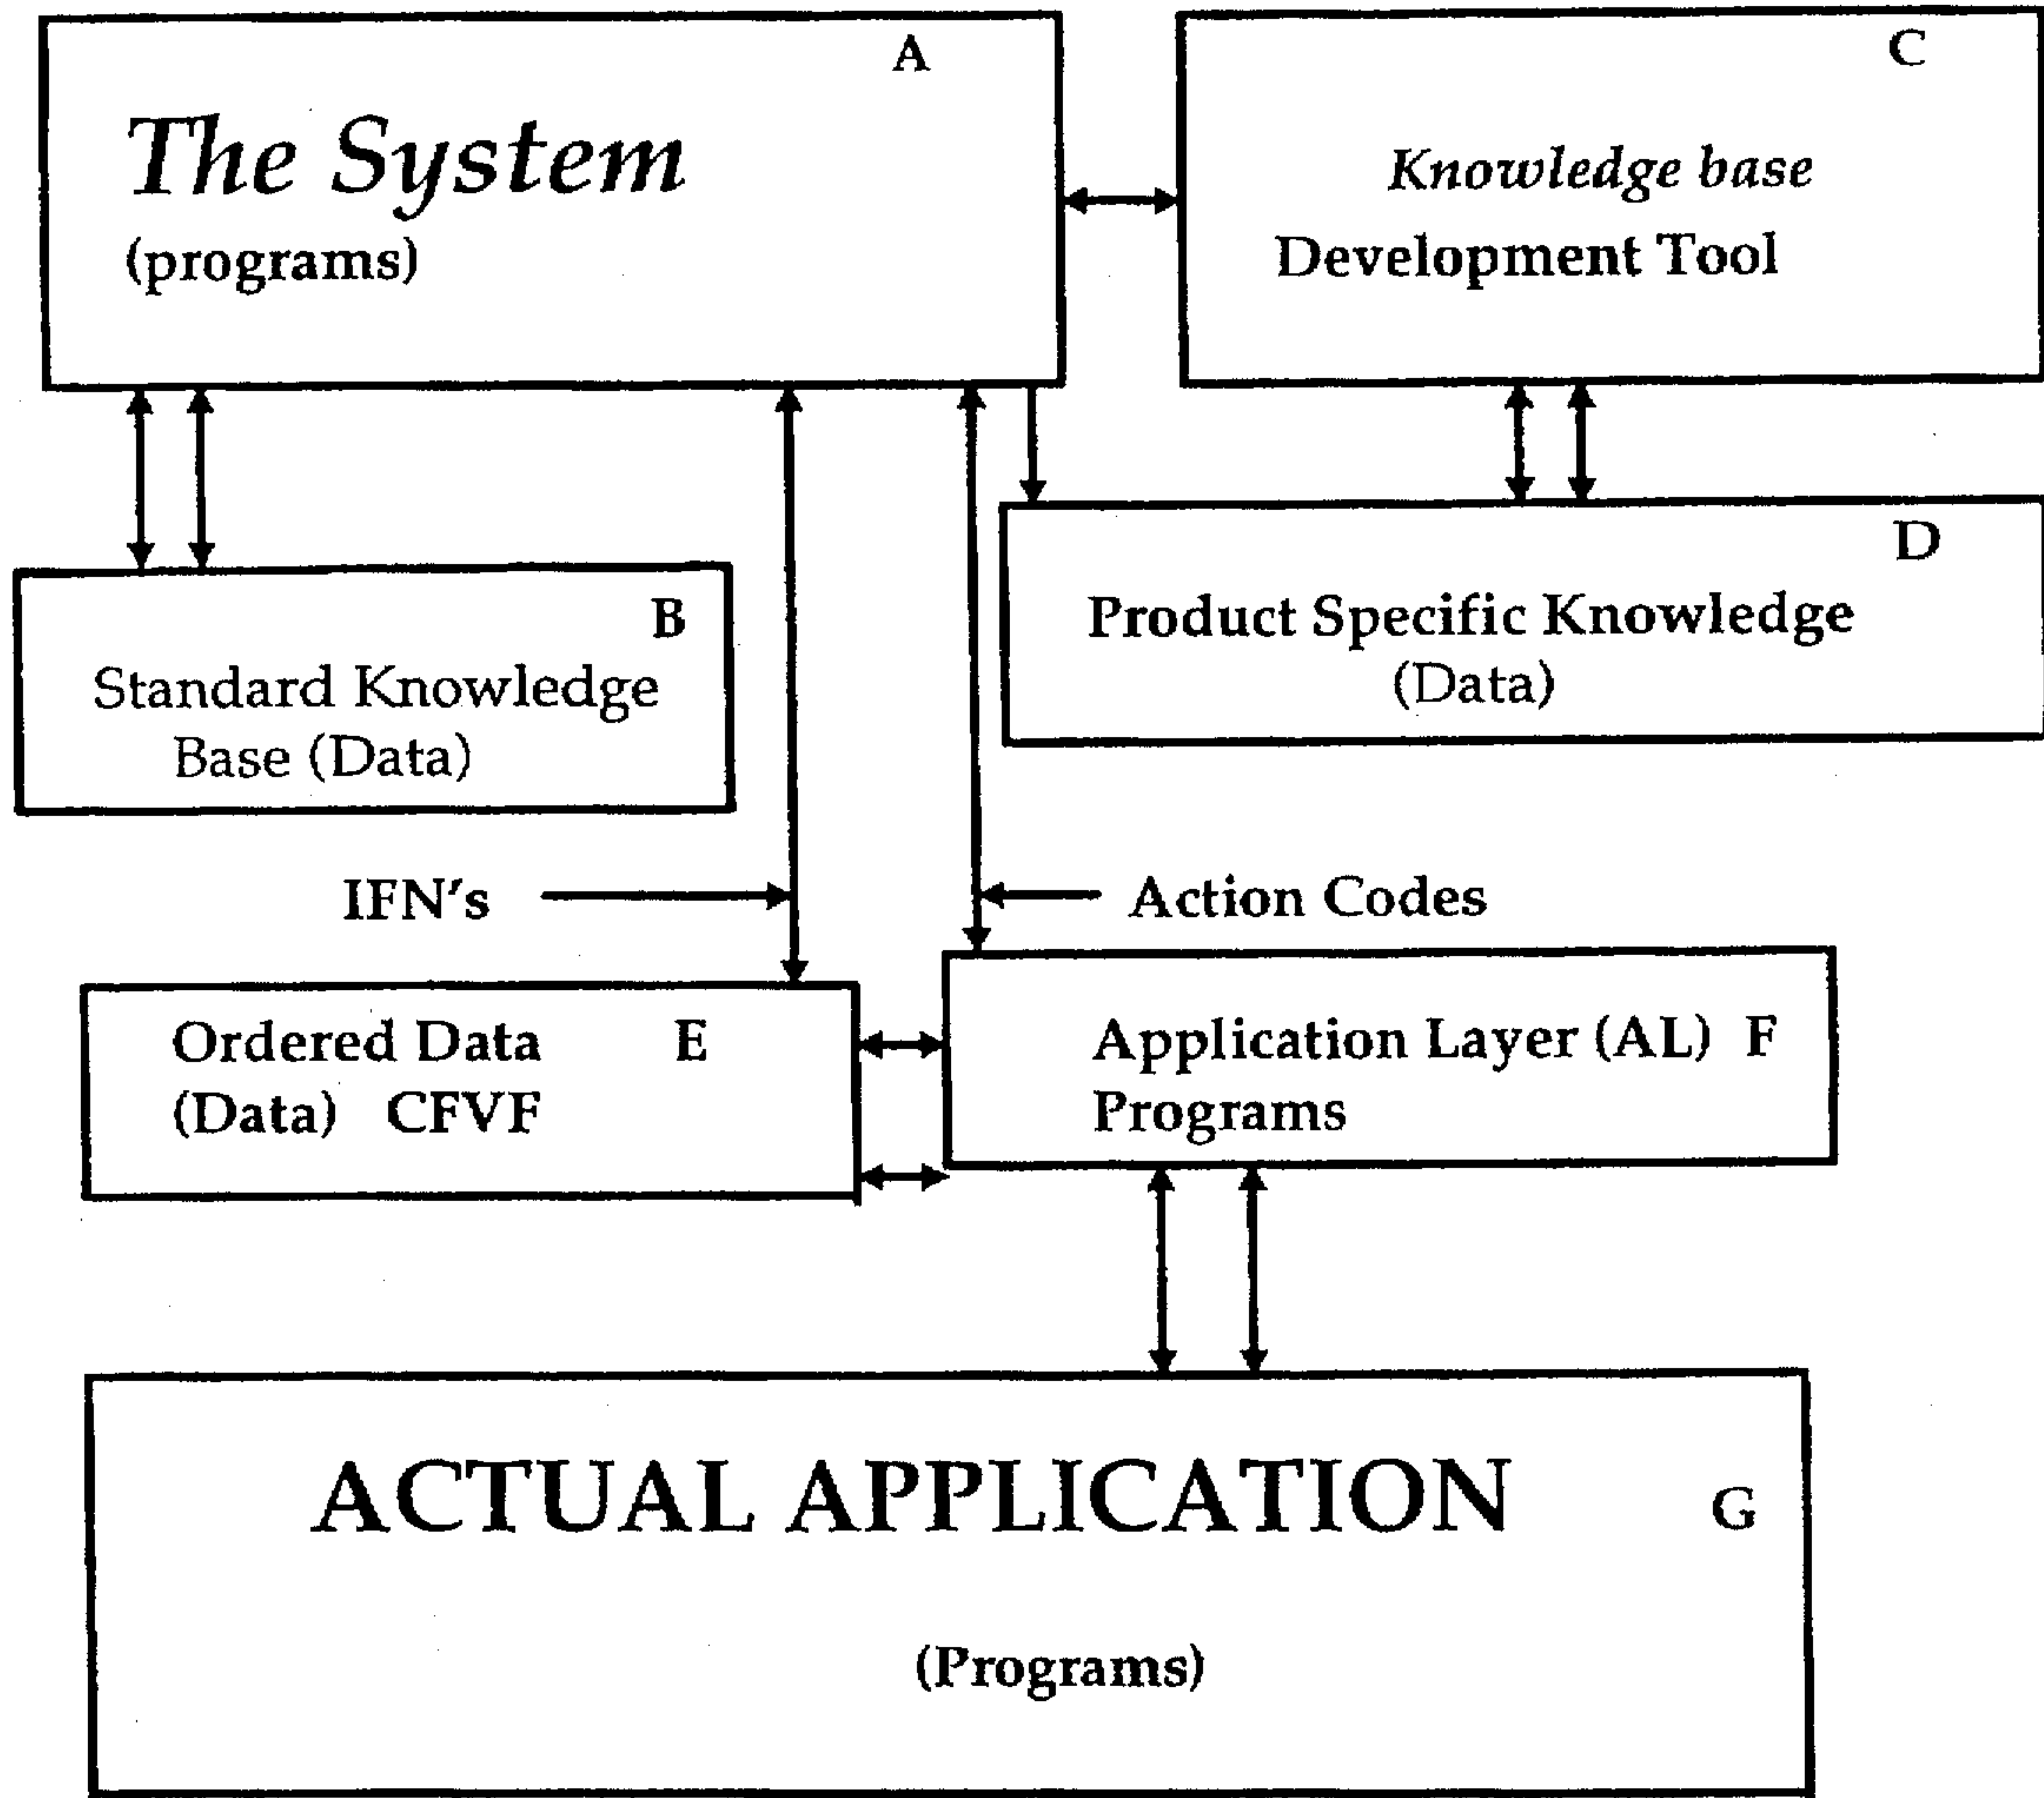 A
The System
(programs)
C
Knowledge base
Development Tool
B
Standard Knowledge
Base (Data)
D
Product Specific Knowledge
(Data)
IFN's
Action Codes
Ordered Data E
(Data) CFVF
Application Layer (AL) F
Programs
ACTUAL APPLICATION G
(Programs)